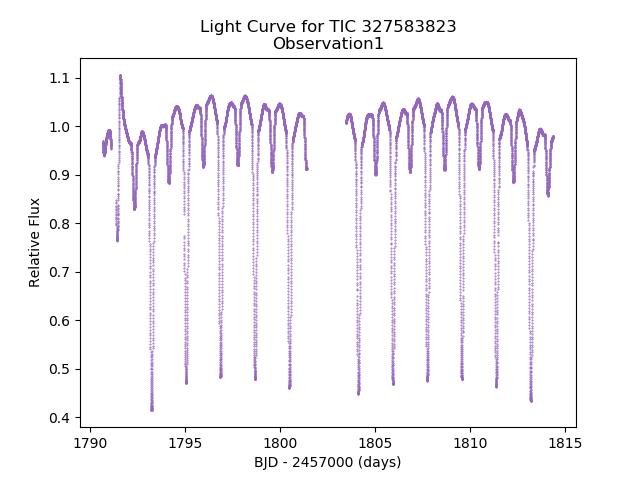 Light Curve for TIC 327583823
Observation1
Relative Flux
1.1
1.0
0.9
0.8
0.7
0.6
0.5
0.4
1790 1795 1800 1805 1810 1815
BJD - 2457000 (days)